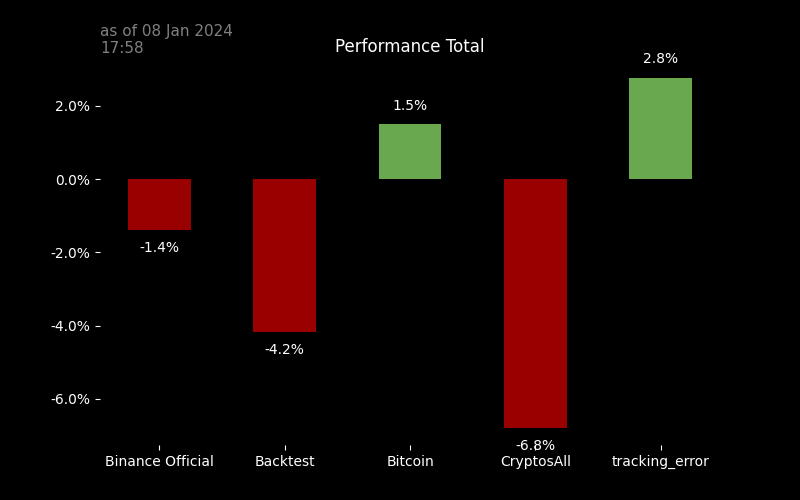 as of 08 Jan 2024
17:58
Performance Total
2.8%
2.0%
1.5%
0.0%
-1.4%
-2.0%
-4.0%
-4.2%
-6.0%
-6.8%
Binance Official
Backtest
Bitcoin
CryptosAll
tracking_error